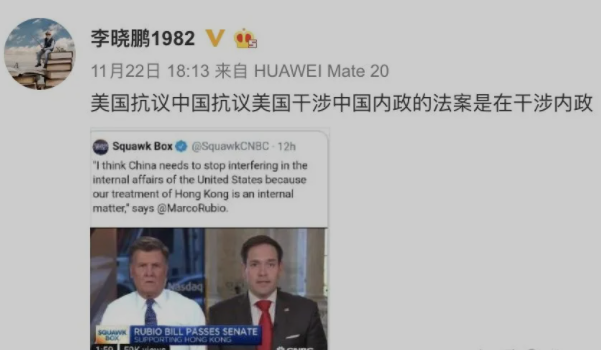 李晓鹏1982
11月22日 18:13 来自 HUAWEI Mate 20
美国抗议中国抗议美国干涉中国内政的法案是在干涉内政
Squawk Box @SquawkCNBC · 12h
"I think China needs to stop interfering in the
internal affairs of the United States because
our treatment of Hong Kong is an internal
matter," says @MarcoRubio.
Nasdaq
SQUAWK
BOX
RUBIO BILL PASSES SENATE
SUPPORTING HONG KONG
CNBC